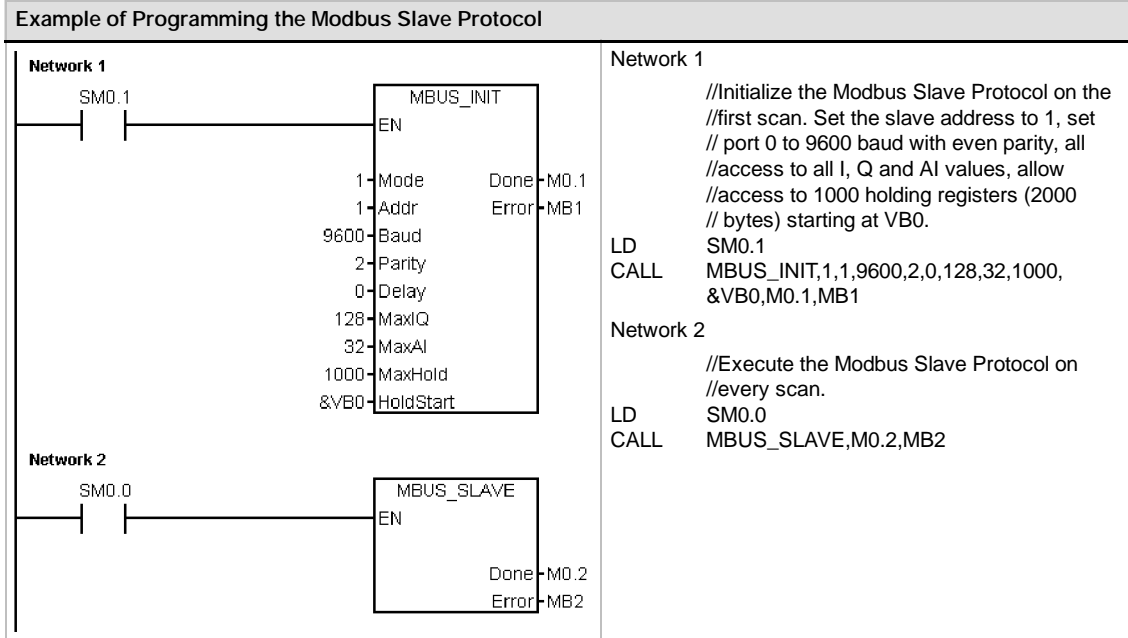 Example of Programming the Modbus Slave Protocol
Network 1
SM0.1
MBUS_INIT
EN
1 Mode Done M0.1
1 Addr Error MB1
9600 Baud
2 Parity
0 Delay
128 MaxIQ
32 MaxAI
1000 MaxHold
&VB0 HoldStart
Network 2
SM0.0
MBUS_SLAVE
EN
Done M0.2
Error MB2
Network 1
//Initialize the Modbus Slave Protocol on the
//first scan. Set the slave address to 1, set
// port 0 to 9600 baud with even parity, all
//access to all I, Q and AI values, allow
//access to 1000 holding registers (2000
// bytes) starting at VB0.
LD SM0.1
CALL MBUS_INIT,1,1,9600,2,0,128,32,1000,
&VB0,M0.1,MB1
Network 2
//Execute the Modbus Slave Protocol on
//every scan.
LD SM0.0
CALL MBUS_SLAVE,M0.2,MB2